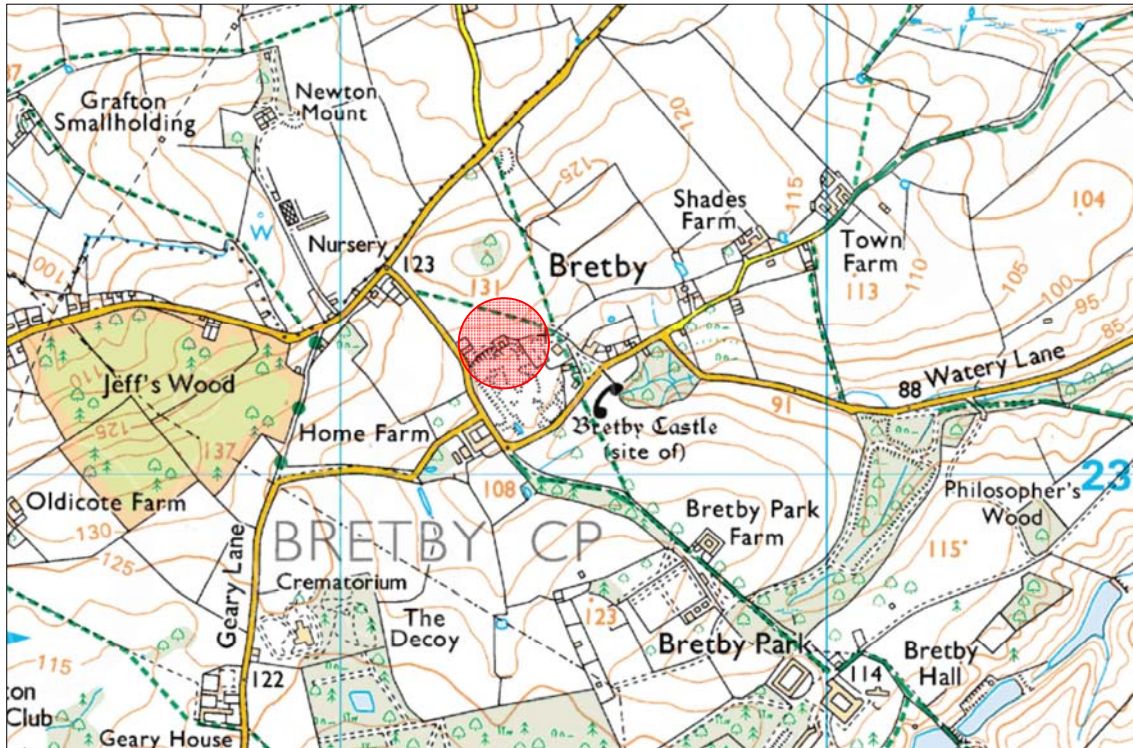 Grafton
Smallholding
Newton
Mount
120
125
115
Shades
Farm
104
W
Nursery
123
Bretby
Town
Farm
110
105
100
95
85
113
131
100
Jeff's Wood
110
125
137
88
Watery Lane
91
Bretby Castle
(site of)
Home Farm
Oldicote Farm
130
125
108
23
Philosopher's
Wood
Bretby Park
Farm
115
BRETBY CP
Geary Lane
Crematorium
The
Decoy
123
Bretby Park
Bretby
Hall
115
122
114
ton
Club
Geary House